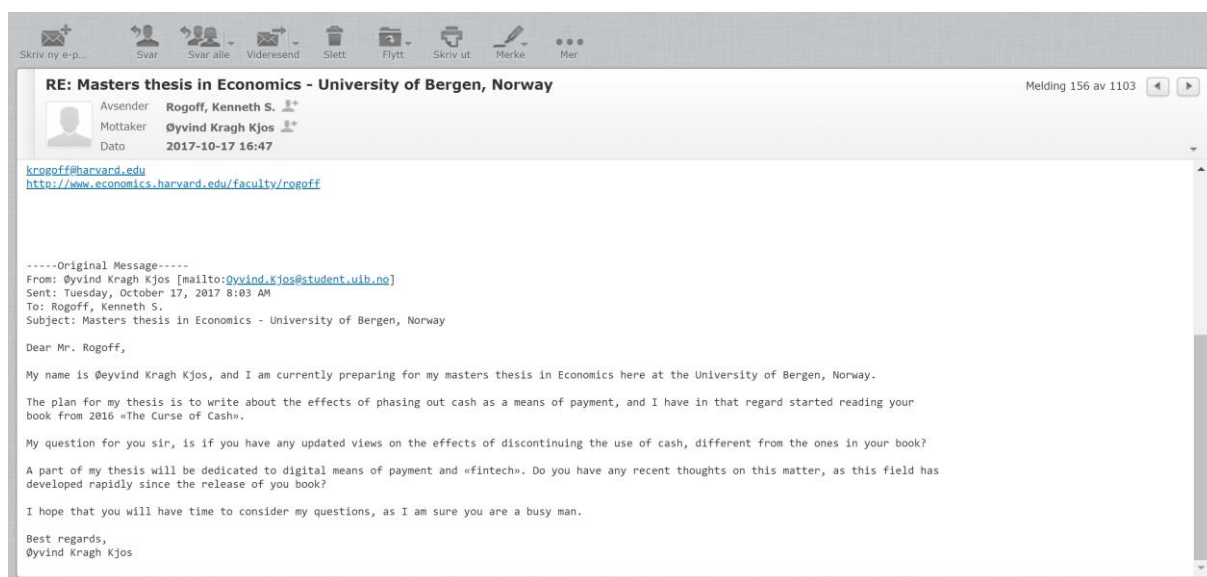 Skriv ny e-p...
Svar
Svar alle
Videresend
Slett
Flytt
Skriv ut
Merke
Mer
RE: Masters thesis in Economics - University of Bergen, Norway
Melding 156 av 1103
Avsender Rogoff, Kenneth S.
Mottaker Øyvind Kragh Kjos
Dato 2017-10-17 16:47
krogoff@harvard.edu
http://www.economics.harvard.edu/faculty/rogoff
-----Original Message-----
From: Øyvind Kragh Kjos [mailto:Oyvind.Kjos@student.uib.no]
Sent: Tuesday, October 17, 2017 8:03 AM
To: Rogoff, Kenneth S.
Subject: Masters thesis in Economics - University of Bergen, Norway
Dear Mr. Rogoff,
My name is Øeyvind Kragh Kjos, and I am currently preparing for my masters thesis in Economics here at the University of Bergen, Norway.
The plan for my thesis is to write about the effects of phasing out cash as a means of payment, and I have in that regard started reading your
book from 2016 «The Curse of Cash».
My question for you sir, is if you have any updated views on the effects of discontinuing the use of cash, different from the ones in your book?
A part of my thesis will be dedicated to digital means of payment and «fintech». Do you have any recent thoughts on this matter, as this field has
developed rapidly since the release of you book?
I hope that you will have time to consider my questions, as I am sure you are a busy man.
Best regards,
Øyvind Kragh Kjos